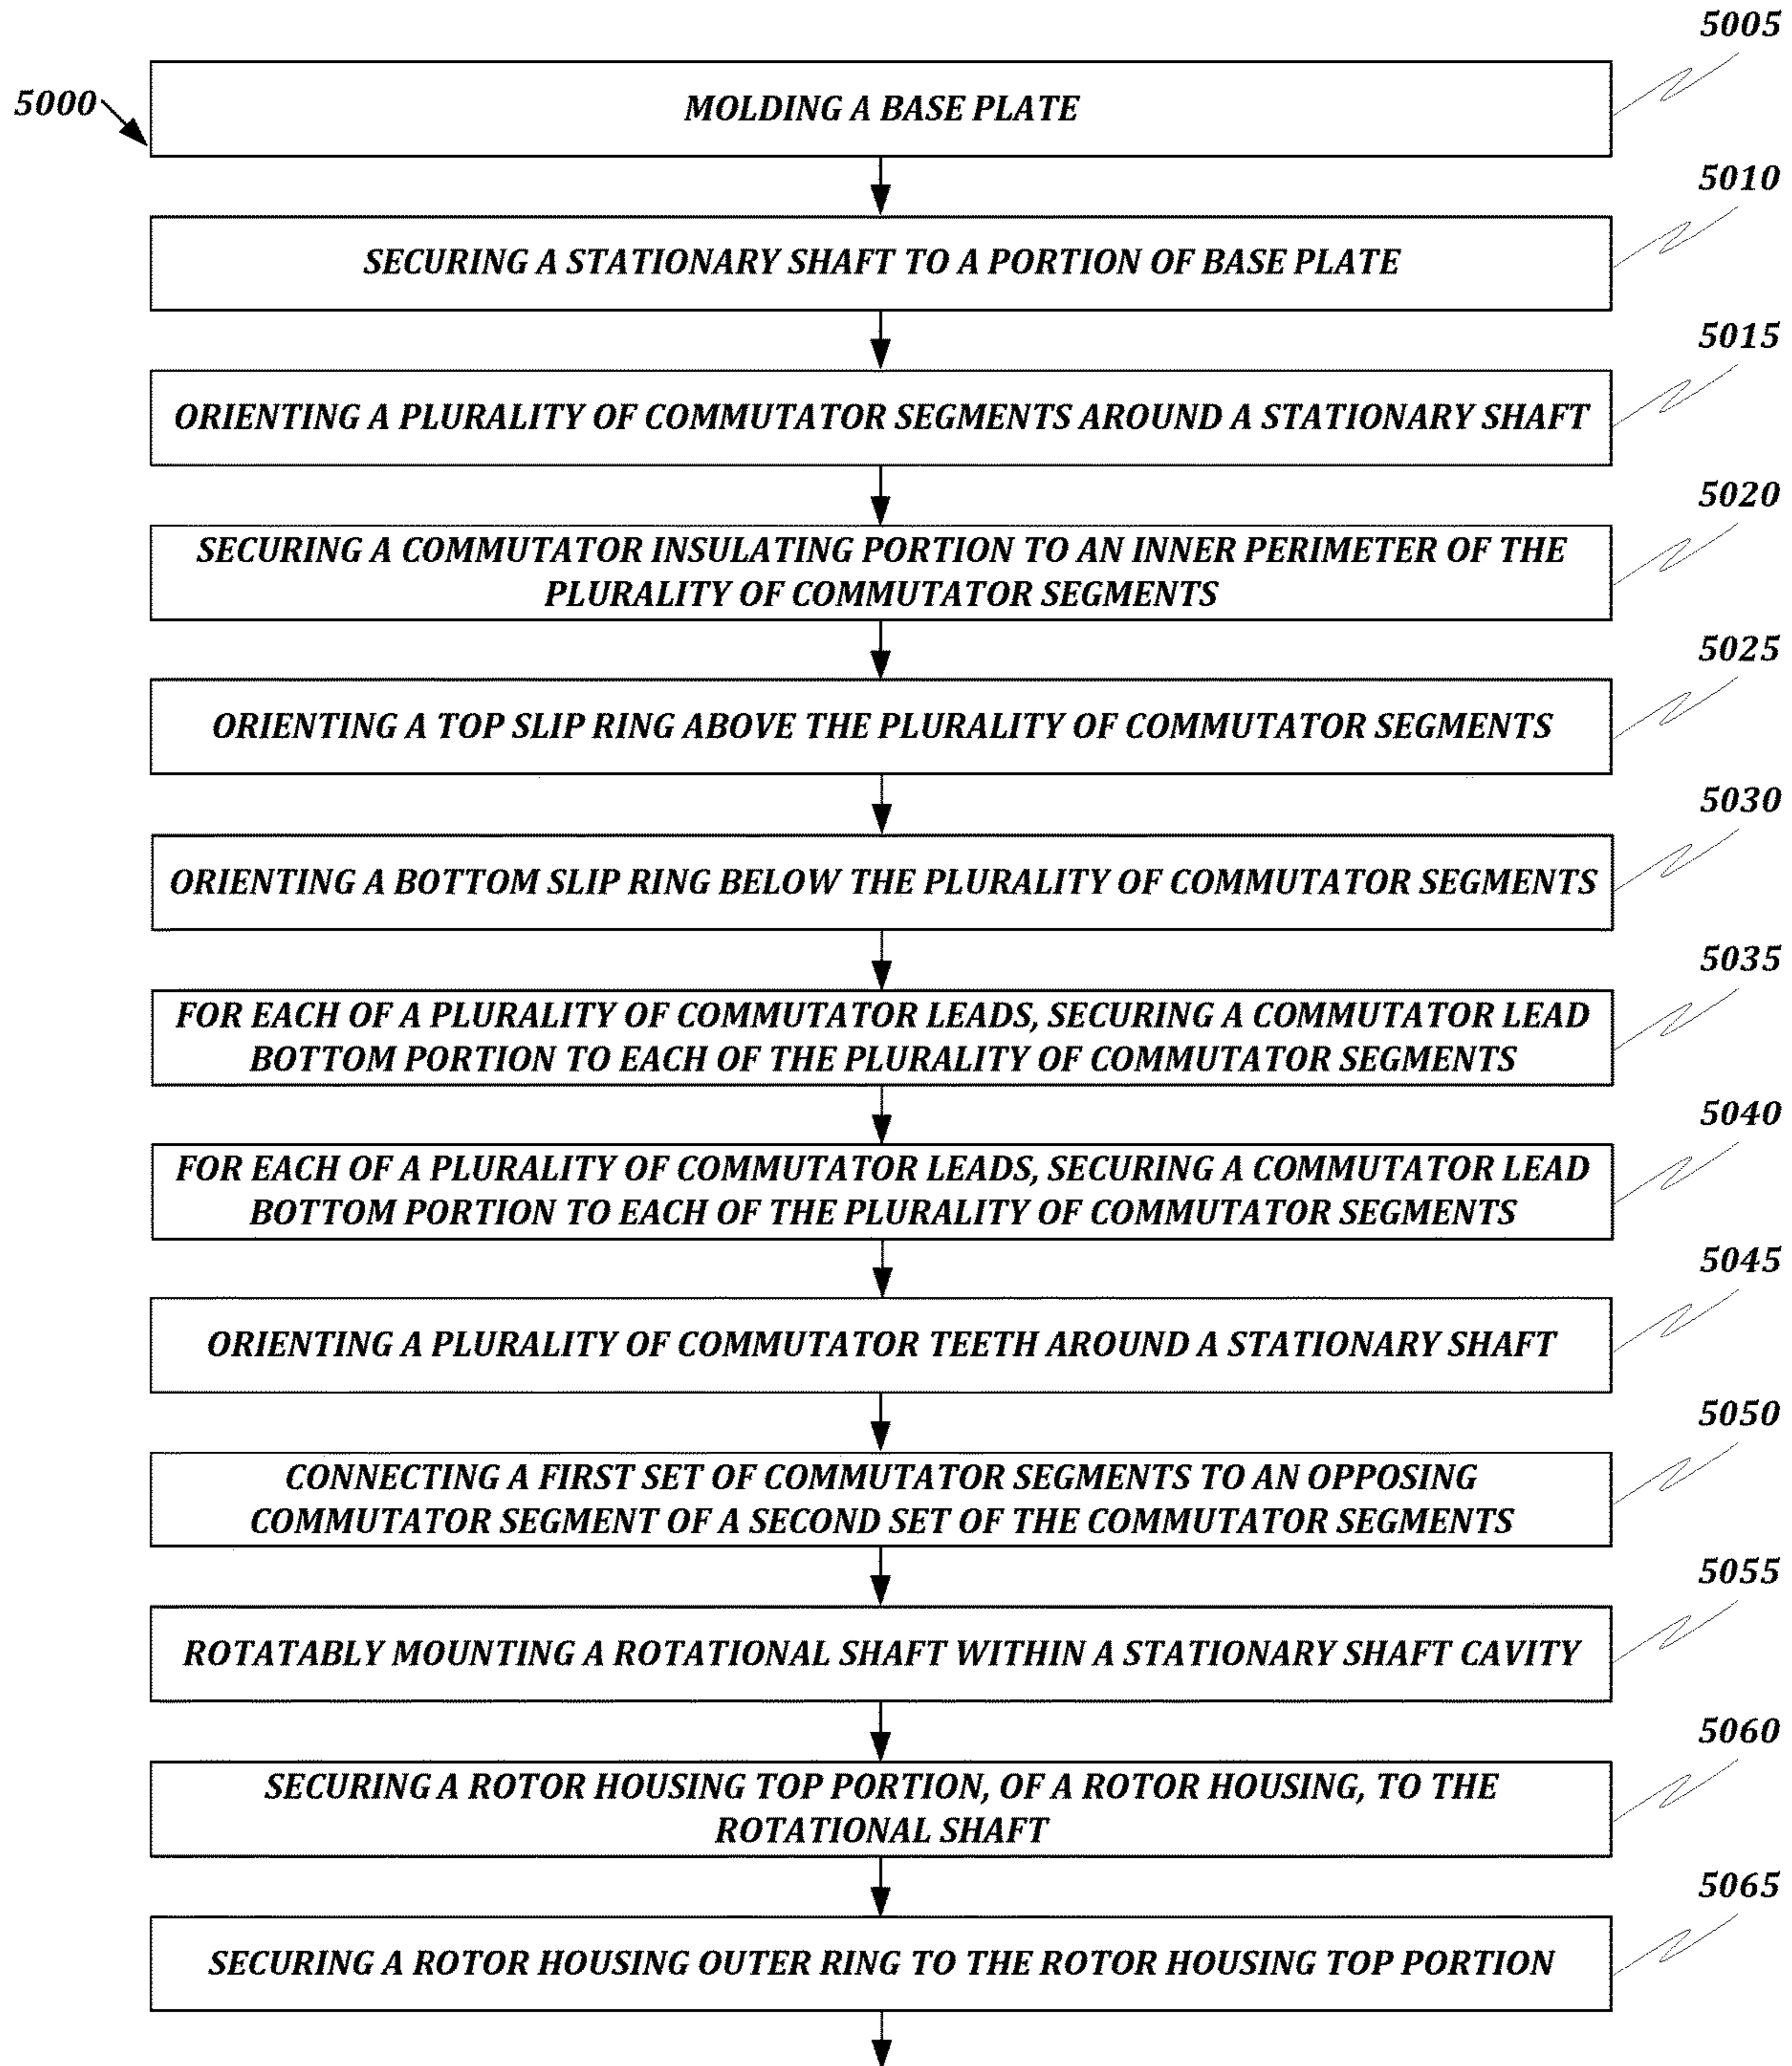 5005
5000
MOLDING A BASE PLATE
5010
SECURING A STATIONARY SHAFT TO A PORTION OF BASE PLATE
5015
ORIENTING A PLURALITY OF COMMUTATOR SEGMENTS AROUND A STATIONARY SHAFT
5020
SECURING A COMMUTATOR INSULATING PORTION TO AN INNER PERIMETER OF THE
PLURALITY OF COMMUTATOR SEGMENTS
5025
ORIENTING A TOP SLIP RING ABOVE THE PLURALITY OF COMMUTATOR SEGMENTS
5030
ORIENTING A BOTTOM SLIP RING BELOW THE PLURALITY OF COMMUTATOR SEGMENTS
5035
FOR EACH OF A PLURALITY OF COMMUTATOR LEADS, SECURING A COMMUTATOR LEAD
BOTTOM PORTION TO EACH OF THE PLURALITY OF COMMUTATOR SEGMENTS
5040
FOR EACH OF A PLURALITY OF COMMUTATOR LEADS, SECURING A COMMUTATOR LEAD
BOTTOM PORTION TO EACH OF THE PLURALITY OF COMMUTATOR SEGMENTS
5045
ORIENTING A PLURALITY OF COMMUTATOR TEETH AROUND A STATIONARY SHAFT
5050
CONNECTING A FIRST SET OF COMMUTATOR SEGMENTS TO AN OPPOSING
COMMUTATOR SEGMENT OF A SECOND SET OF THE COMMUTATOR SEGMENTS
5055
ROTATABLY MOUNTING A ROTATIONAL SHAFT WITHIN A STATIONARY SHAFT CAVITY
5060
SECURING A ROTOR HOUSING TOP PORTION, OF A ROTOR HOUSING, TO THE
ROTATIONAL SHAFT
5065
SECURING A ROTOR HOUSING OUTER RING TO THE ROTOR HOUSING TOP PORTION